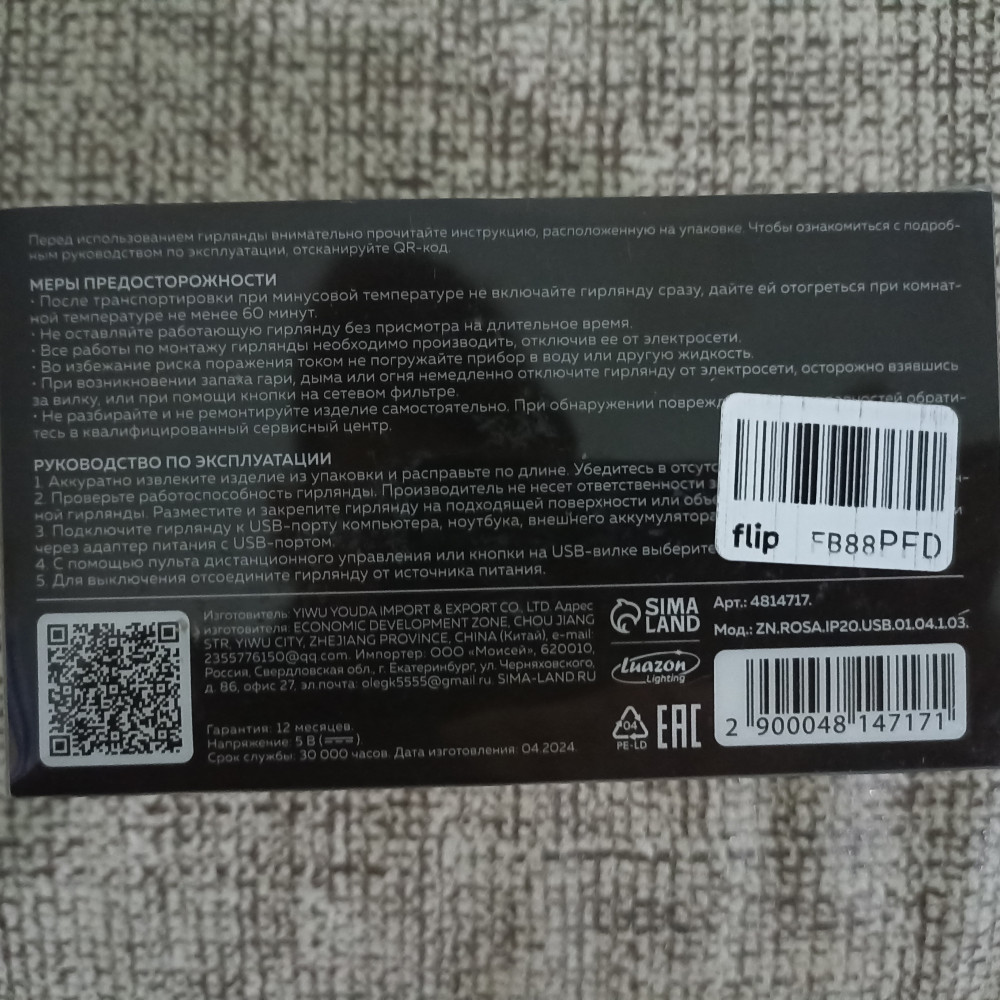 Перед использованием гирлянды внимательно прочитайте инструкцию, расположенную на упаковке. Чтобы ознакомиться с подроб-
ным руководством по эксплуатации, отсканируйте QR-код.
МЕРЫ ПРЕДОСТОРОЖНОСТИ
• После транспортировки при минусовой температуре не включайте гирлянду сразу, дайте ей отогреться при комнат-
ной температуре не менее 60 минут.
• Не оставляйте работающую гирлянду без присмотра на длительное время.
• Все работы по монтажу гирлянды необходимо производить, отключив ее от электросети.
• Во избежание риска поражения током не погружайте прибор в воду или другую жидкость.
• При возникновении запаха гари, дыма или огня немедленно отключите гирлянду от электросети, осторожно взявшись
за вилку, или при помощи кнопки на сетевом фильтре.
• Не разбирайте и не ремонтируйте изделие самостоятельно. При обнаружении поврежд обрати-
тесь в квалифицированный сервисный центр.
РУКОВОДСТВО ПО ЭКСПЛУАТАЦИИ
1. Аккуратно извлеките изделие из упаковки и расправьте по длине. Убедитесь в отсутс
2. Проверьте работоспособность гирлянды. Производитель не несет ответственности з
ной гирлянды. Разместите и закрепите гирлянду на подходящей поверхности или объе и
3. Подключите гирлянду к USB-порту компьютера, ноутбука, внешнего аккумулятора
через адаптер питания с USB-портом.
4. С помощью пульта дистанционного управления или кнопки на USB-вилке выберите
5. Для выключения отсоедините гирлянду от источника питания.
flip
Изготовитель: YIWU YOUDA IMPORT & EXPORT CO., LTD. Адрес
изготовителя: ECONOMIC DEVELOPMENT ZONE, CHOU JIANG
STR, YIWU CITY, ZHEJIANG PROVINCE, CHINA (Китай), e-mail:
2355776150@qq.com. Импортер: ООО «Моисей», 620010,
Россия, Свердловская обл., г. Екатеринбург, ул. Черняховского,
д. 86, офис 27, эл.почта: olegk5555@gmail.ru. SIMA-LAND.RU
Гарантия: 12 месяцев.
Напряжение: 5 В
Срок службы: 30 000 часов. Дата изготовления: 04.2024.
SIMA
LAND
Luazon
Lighting
04
PE-LD
EAC
Арт.: 4814717.
Мод.: ZN.ROSA.IP20.USB.01.04.1.03.
2 900048 147171